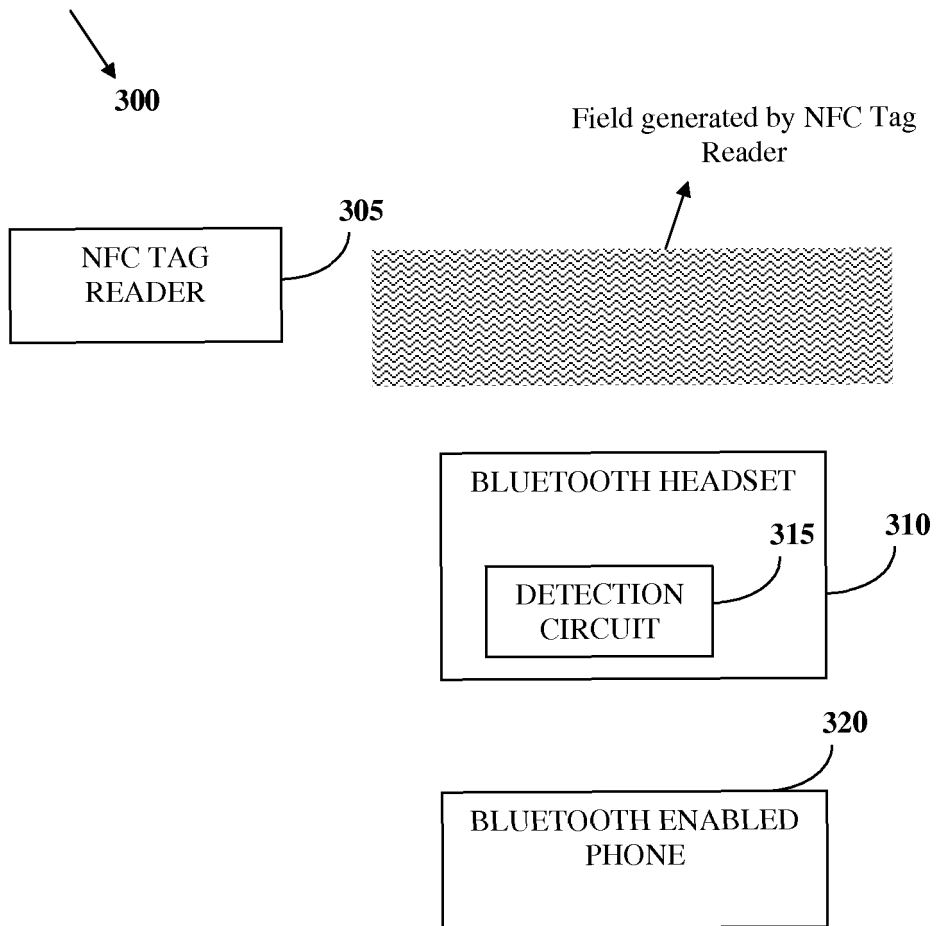 300
Field generated by NFC Tag
Reader
305
NFC TAG
READER
BLUETOOTH HEADSET
315
310
DETECTION
CIRCUIT
320
BLUETOOTH ENABLED
PHONE